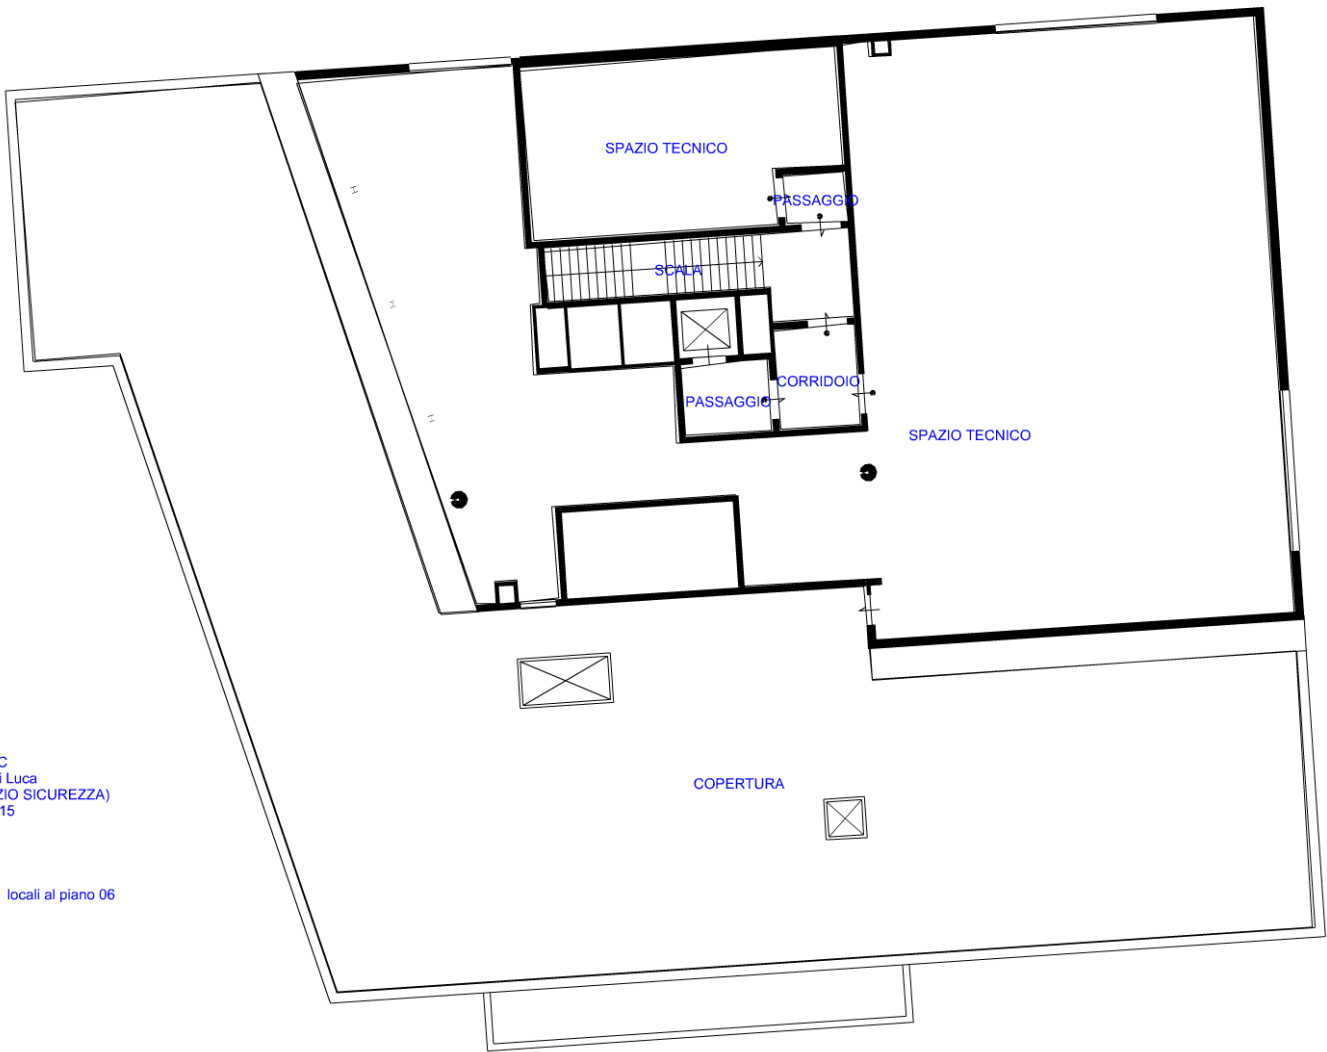 SPAZIO TECNICO
PASSAGGIO
SCALA
CORRIDOIO
PASSAGGIO
SPAZIO TECNICO
COPERTURA
C
i Luca
ZIO SICUREZZA)
15
locali al piano 06